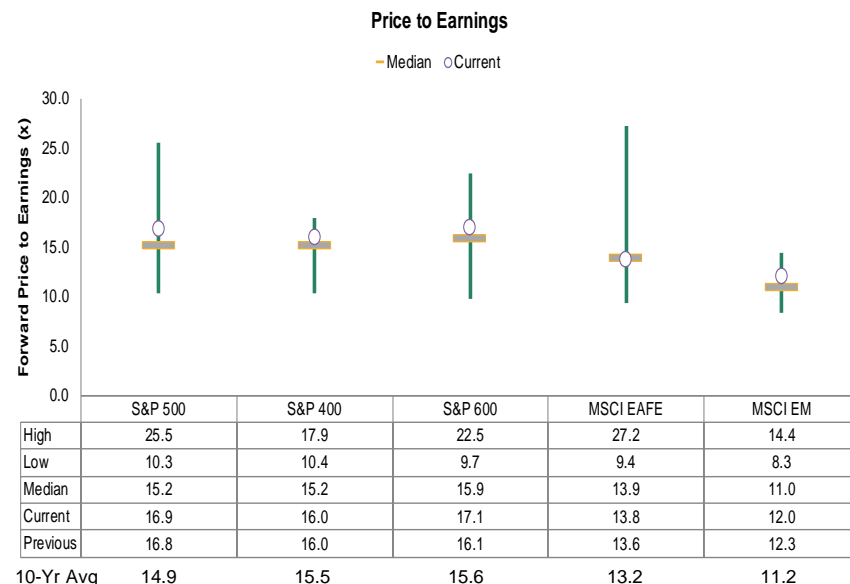 Price to Earnings
Median Current
Forward Price to Earnings (x)
30.0
25.0
20.0
15.0
10.0
5.0
0.0
S&P 500 S&P 400 S&P 600 MSCI EAFE MSCI EM
High 25.5 17.9 22.5 27.2 14.4
Low 10.3 10.4 9.7 9.4 8.3
Median 15.2 15.2 15.9 13.9 11.0
Current 16.9 16.0 17.1 13.8 12.0
Previous 16.8 16.0 16.1 13.6 12.3
10-Yr Avg 14.9 15.5 15.6 13.2 11.2